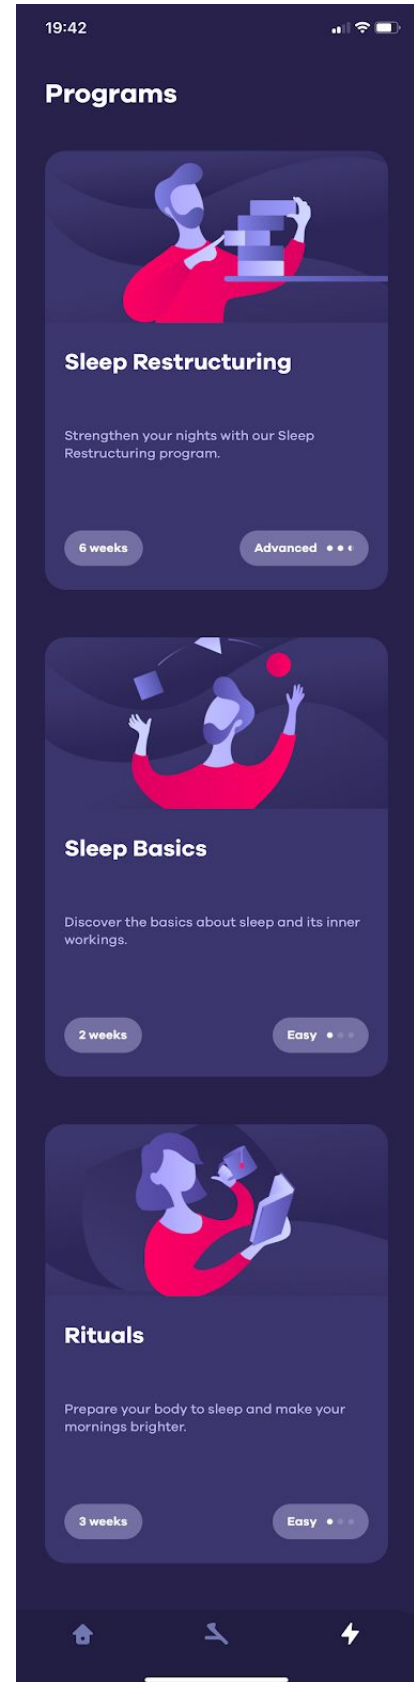 19:42
Programs
Sleep Restructuring
Strengthen your nights with our Sleep
Restructuring program.
6 weeks
Advanced
Sleep Basics
Discover the basics about sleep and its inner
workings.
2 weeks
Easy
Rituals
Prepare your body to sleep and make your
mornings brighter.
3 weeks
Easy